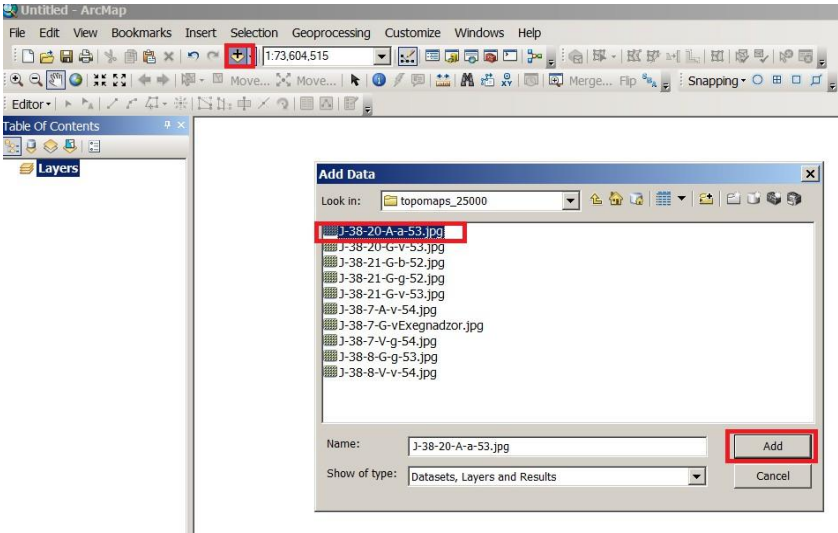 Untitled - ArcMap
File Edit View Bookmarks Insert Selection Geoprocessing Customize Windows Help
1:73,604,515
Move... Move... Merge... Flip Snapping
Editor
Table Of Contents
Layers
Add Data
Look in: topomaps_25000
J-38-20-A-a-53.jpg
J-38-20-G-v-53.jpg
J-38-21-G-b-52.jpg
J-38-21-G-g-52.jpg
J-38-21-G-v-53.jpg
J-38-7-A-v-54.jpg
J-38-7-G-vExegnadzor.jpg
J-38-7-V-g-54.jpg
J-38-8-G-g-53.jpg
J-38-8-V-v-54.jpg
Name: J-38-20-A-a-53.jpg Add
Show of type: Datasets, Layers and Results Cancel